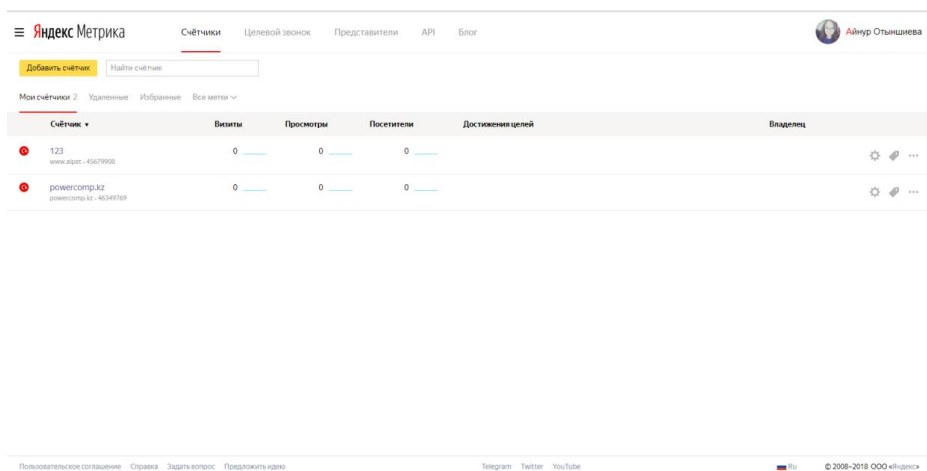 Яндекс Метрика Счётчики Целевой звонок Представители API Блог Айнур Отыншиева
Добавить счётчик Найти счётчик
Мои счётчики 2 Удаленные Избранные Все метки
Счётчик ▾ Визиты Просмотры Посетители Достижения целей Владелец
123 0 0 0
www.aipet • 45679908
powercomp.kz 0 0 0
powercomp.kz • 46349769
Пользовательское соглашение Справка Задать вопрос Предложить идею Telegram Twitter YouTube Ru © 2008–2018 ООО «Яндекс»